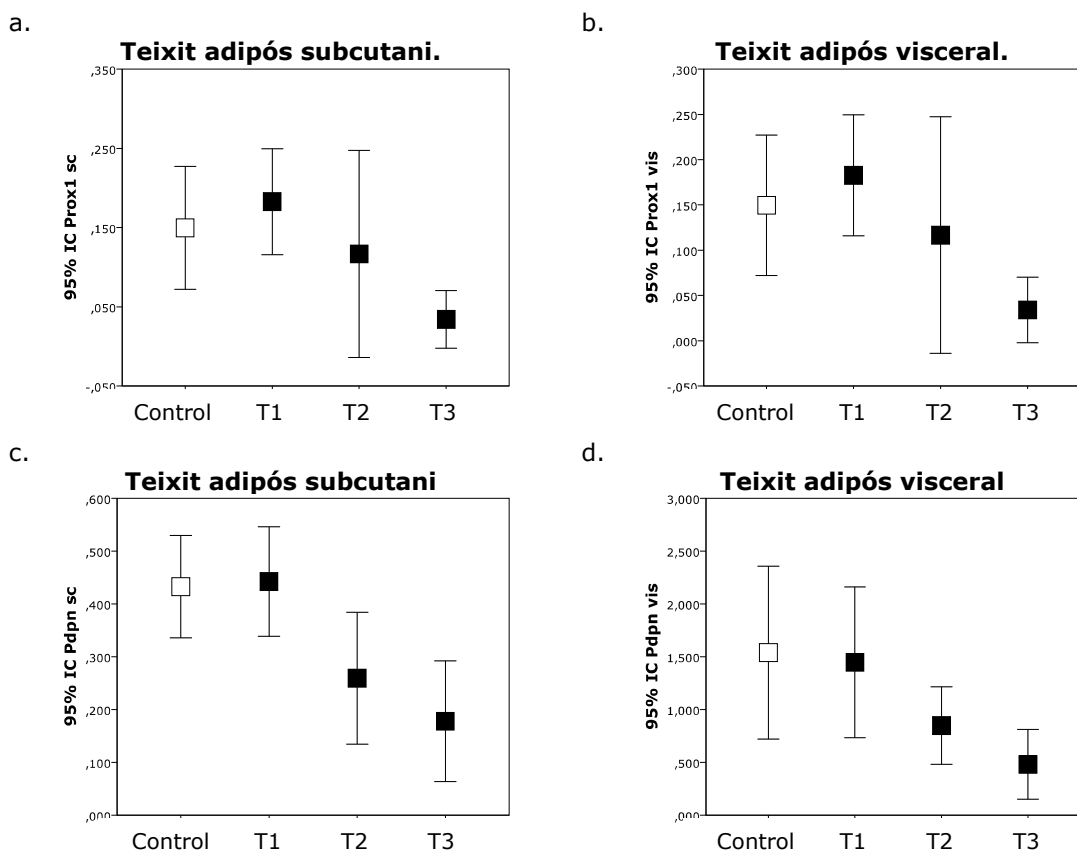 a.
Teixit adipós subcutani.
,350
,250
,150
,050
-,050
95% IC Prox1 sc
Control T1 T2 T3
b.
Teixit adipós visceral.
,300
,250
,200
,150
,100
,050
,000
-,050
95% IC Prox1 vis
Control T1 T2 T3
c.
Teixit adipós subcutani
,600
,500
,400
,300
,200
,100
,000
95% IC Pdpn sc
Control T1 T2 T3
d.
Teixit adipós visceral
3,000
2,500
2,000
1,500
1,000
,500
,000
95% IC Pdpn vis
Control T1 T2 T3